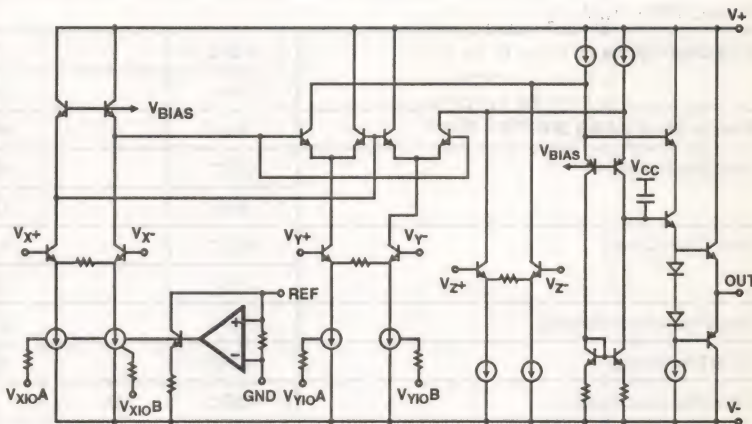 V+
VBIAS
VBIAS
VCC
VX+
VX-
VY+
VY-
VZ+
VZ-
REF
OUT
+
−
VXIOA
VXIOB
GND
VYIOA
VYIOB
V-